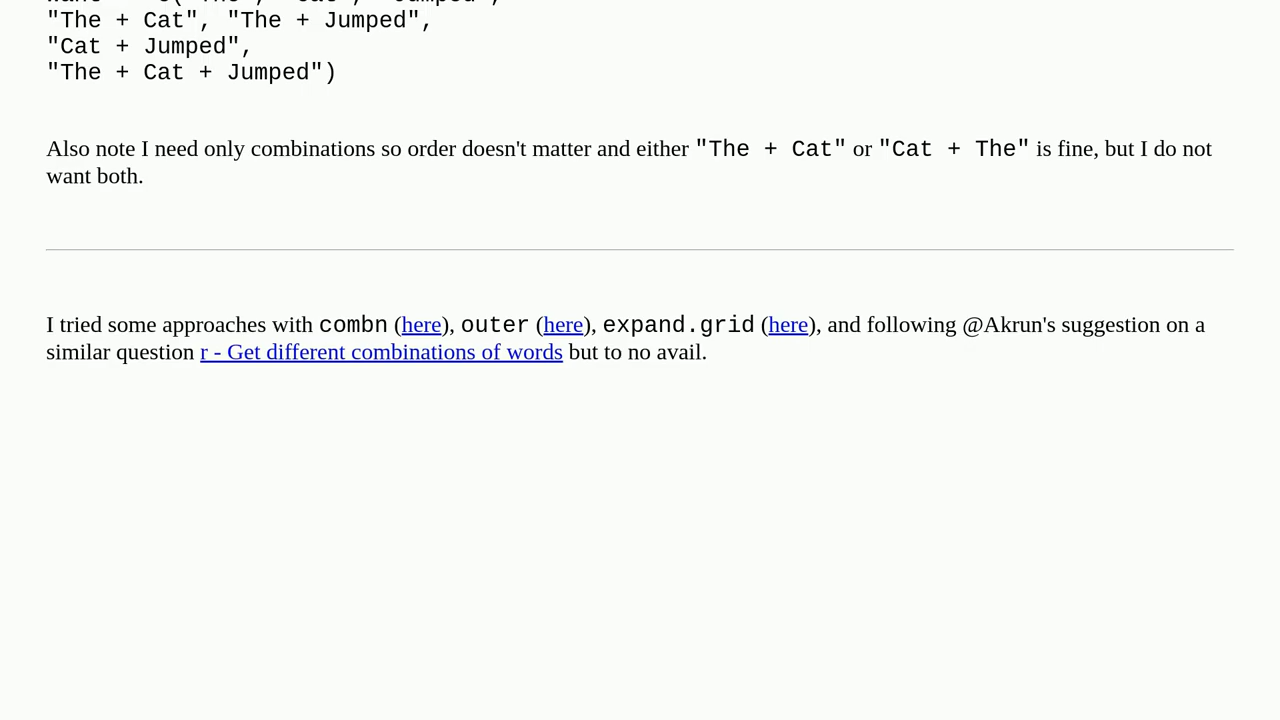 "The + Cat", "The + Jumped",
"Cat + Jumped",
"The + Cat + Jumped")
Also note I need only combinations so order doesn't matter and either "The + Cat" or "Cat + The" is fine, but I do not
want both.
I tried some approaches with combn (here), outer (here), expand.grid (here), and following @Akrun's suggestion on a
similar question r - Get different combinations of words but to no avail.